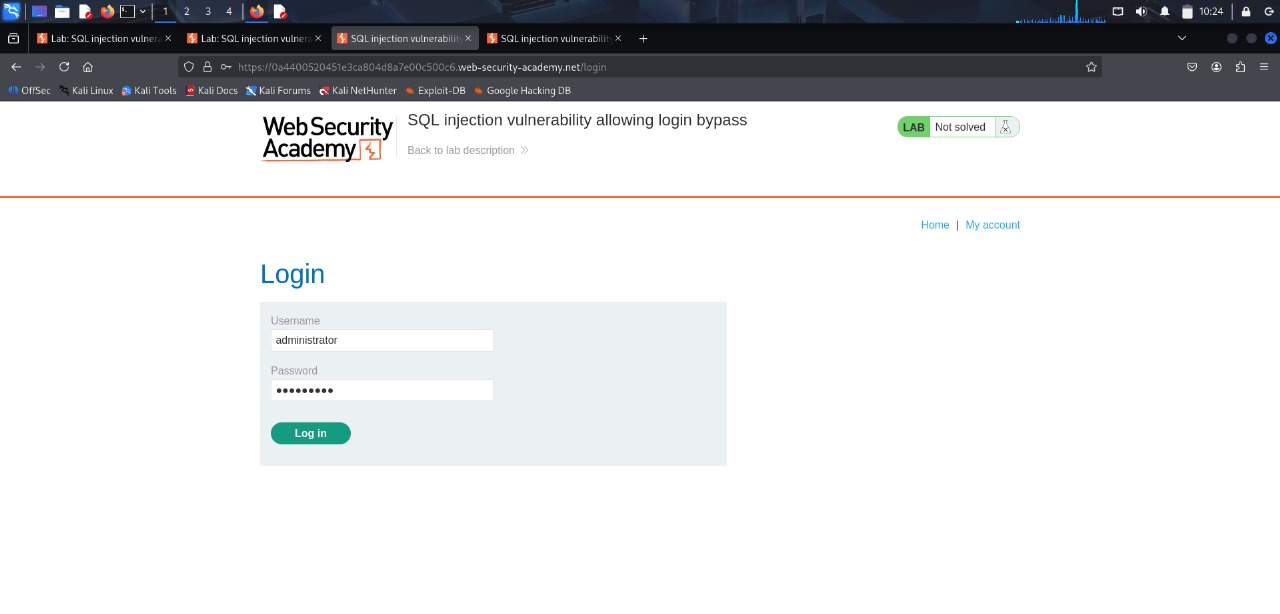 1 2 3 4 10:24
Lab: SQL injection vulnera Lab: SQL injection vulnera SQL injection vulnerability SQL injection vulnerability
https://0a4400520451e3ca804d8a7e00c500c6.web-security-academy.net/login
OffSec Kali Linux Kali Tools Kali Docs Kali Forums Kali NetHunter Exploit-DB Google Hacking DB
WebSecurity
Academy
SQL injection vulnerability allowing login bypass
LAB Not solved
Back to lab description
Home | My account
Login
Username
administrator
Password
•••••••••
Log in